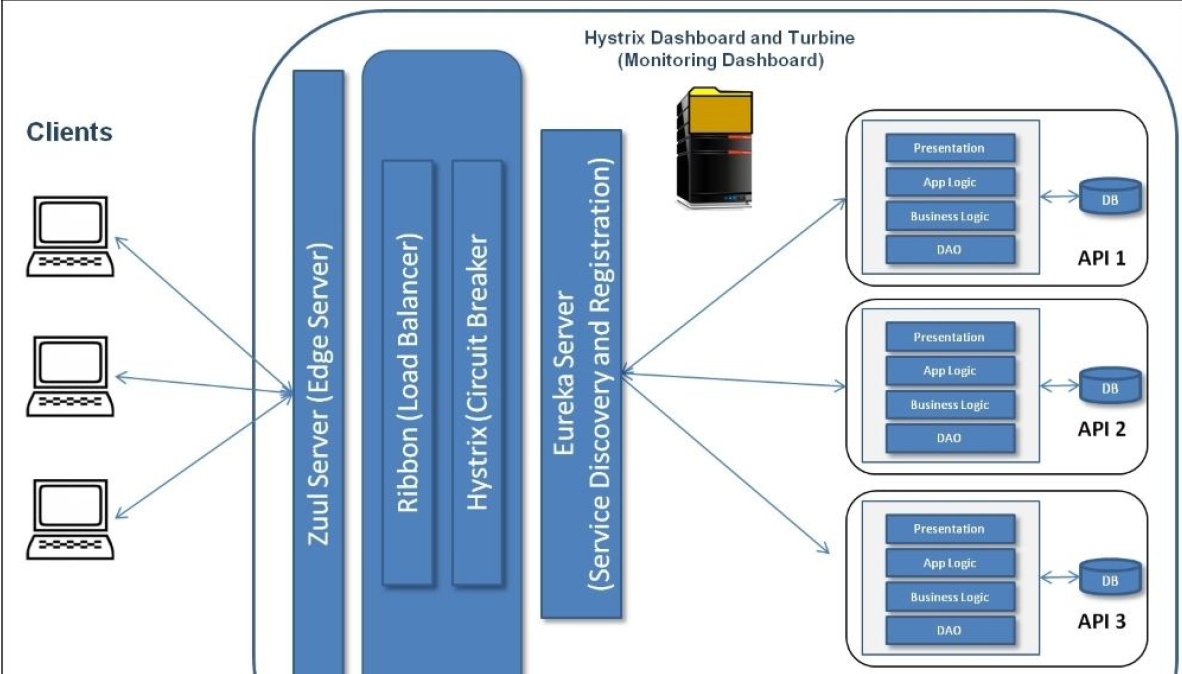 Hystrix Dashboard and Turbine
(Monitoring Dashboard)
Clients
Zuul Server (Edge Server)
Ribbon (Load Balancer)
Hystrix (Circuit Breaker
Eureka Server
(Service Discovery and Registration)
Presentation
App Logic
Business Logic
DAO
DB
API 1
Presentation
App Logic
Business Logic
DAO
DB
API 2
Presentation
App Logic
Business Logic
DAO
DB
API 3